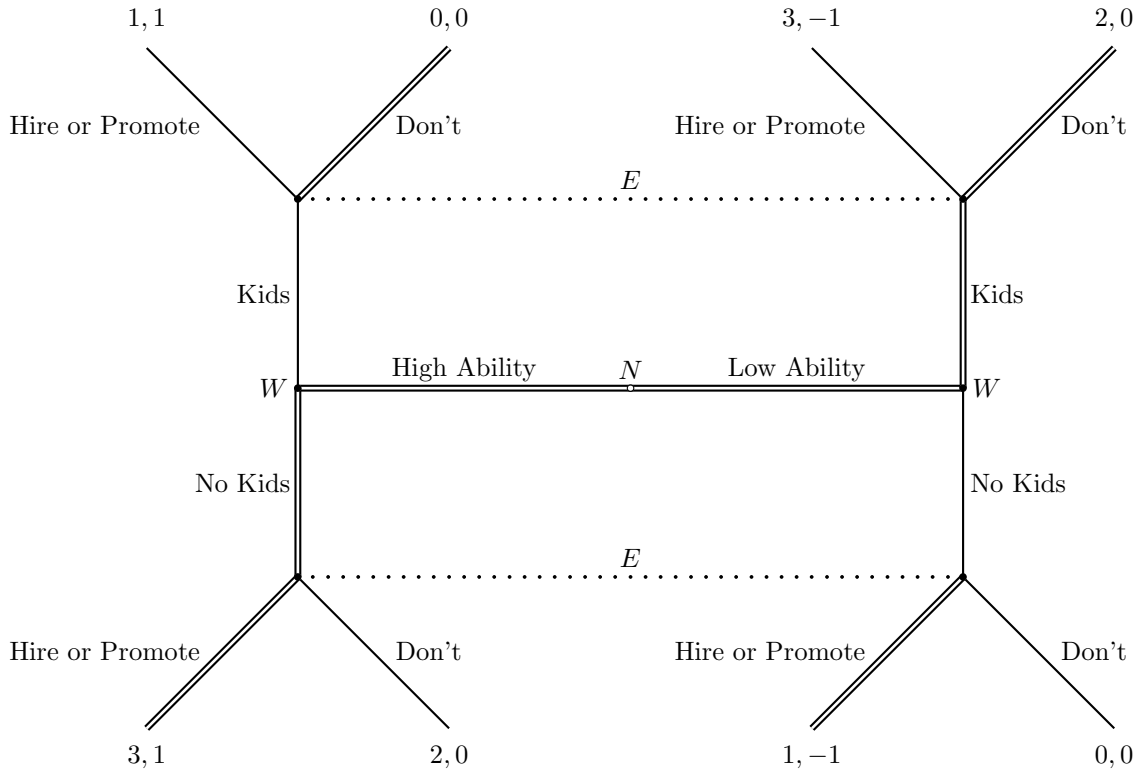 1, 1 0, 0 3, −1 2, 0
Hire or Promote Don't Hire or Promote Don't
E
Kids Kids
High Ability N Low Ability
W W
No Kids No Kids
E
Hire or Promote Don't Hire or Promote Don't
3, 1 2, 0 1, −1 0, 0